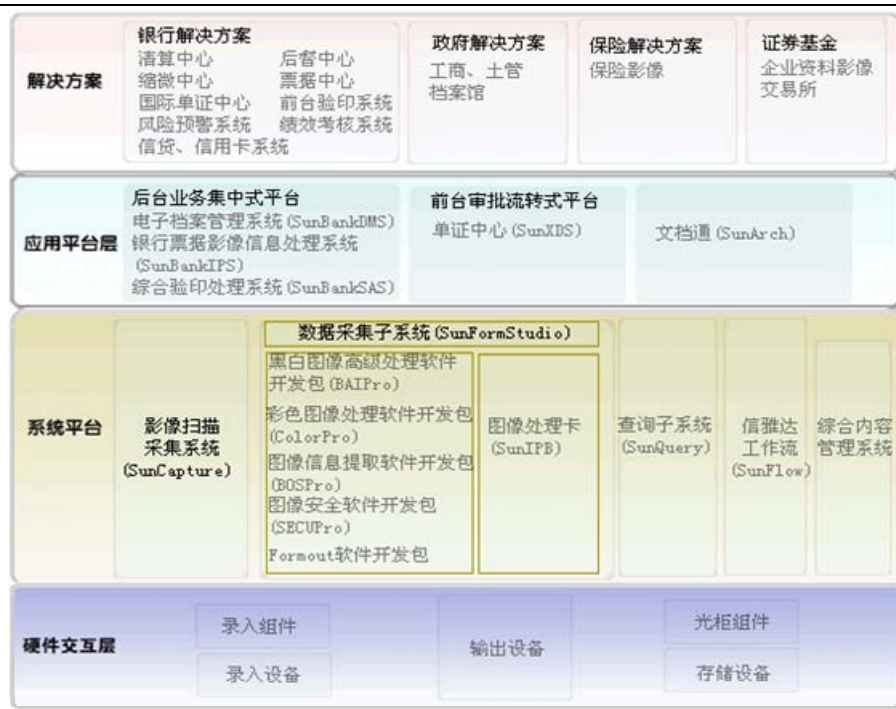 解决方案
银行解决方案
清算中心 后督中心
缩微中心 票据中心
国际单证中心 前台验印系统
风险预警系统 绩效考核系统
信贷、信用卡系统
政府解决方案
工商、土管
档案馆
保险解决方案
保险影像
证券基金
企业资料影像
交易所
应用平台层
后台业务集中式平台
电子档案管理系统(SunBankDMS)
银行票据影像信息处理系统
(SunBankIPS)
综合验印处理系统(SunBankSAS)
前台审批流转式平台
单证中心(SunXDS)
文档通(SunArch)
系统平台
影像扫描
采集系统
(SunCapture)
数据采集子系统(SunFormStudio)
黑白图像高级处理软件
开发包(BAIPro)
彩色图像处理软件开发包
(ColorPro)
图像信息提取软件开发包
(BOSPro)
图像安全软件开发包
(SECUPro)
Formout软件开发包
图像处理卡
(SunIPB)
查询子系统
(SunQuery)
信雅达
工作流
(SunFlow)
综合内容
管理系统
硬件交互层
录入组件
录入设备
输出设备
光柜组件
存储设备